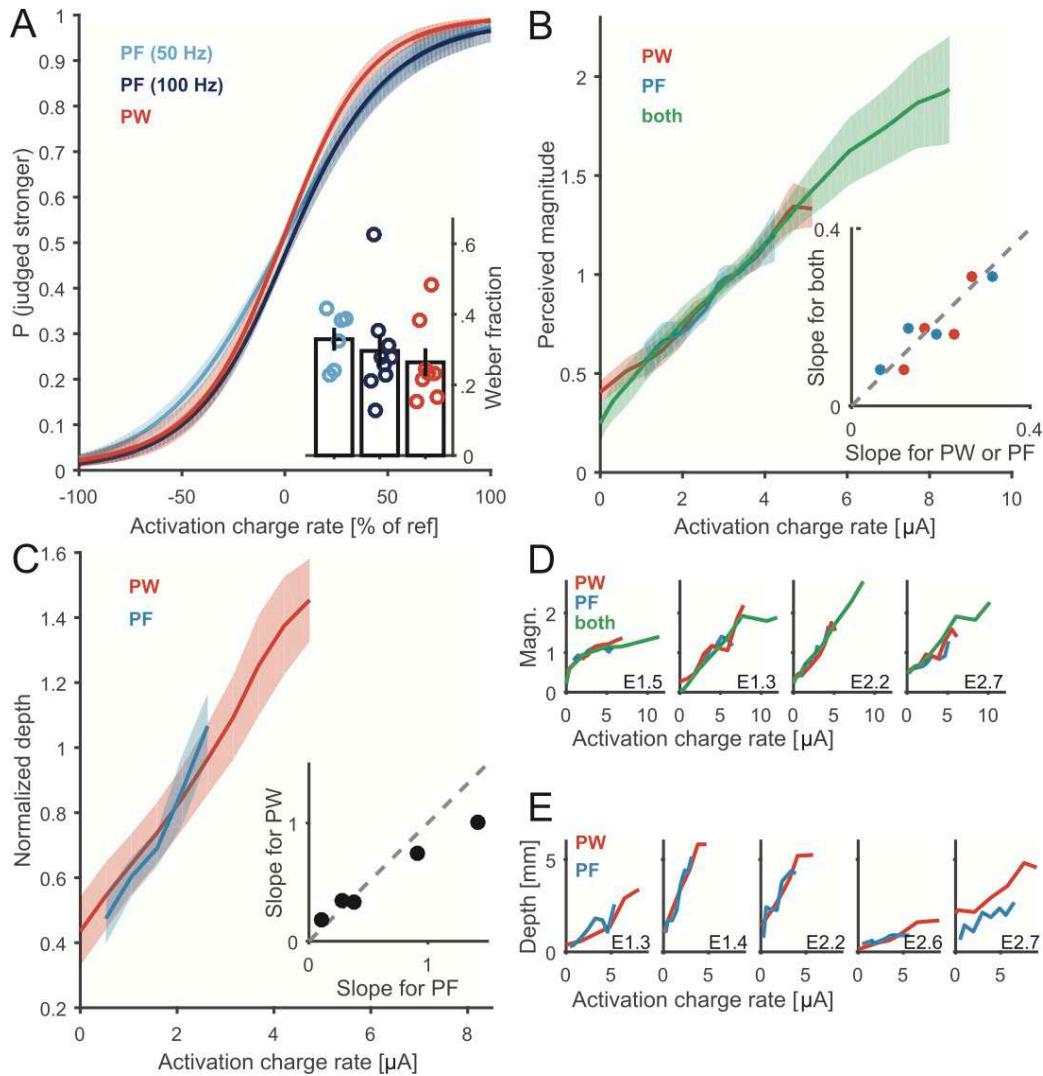 A
PF (50 Hz)
PF (100 Hz)
PW
P (judged stronger)
1
0.9
0.8
0.7
0.6
0.5
0.4
0.3
0.2
0.1
0
-100
-50
0
50
100
Activation charge rate [% of ref]
.6
.4
.2
0
Weber fraction
B
PW
PF
both
Perceived magnitude
2
1.5
1
0.5
0
0
2
4
6
8
10
Activation charge rate [µA]
Slope for both
0.4
0
0
0.4
Slope for PW or PF
C
PW
PF
Normalized depth
1.6
1.4
1.2
1
0.8
0.6
0.4
0.2
0
2
4
6
8
Activation charge rate [µA]
Slope for PW
1
0
0
1
Slope for PF
D
PW
PF
both
Magn.
2
1
0
E1.5
E1.3
E2.2
E2.7
0 5 10
0 5 10
0 5 10
0 5 10
Activation charge rate [µA]
E
PW
PF
Depth [mm]
5
0
E1.3
E1.4
E2.2
E2.6
E2.7
0 5
0 5
0 5
0 5
0 5
Activation charge rate [µA]